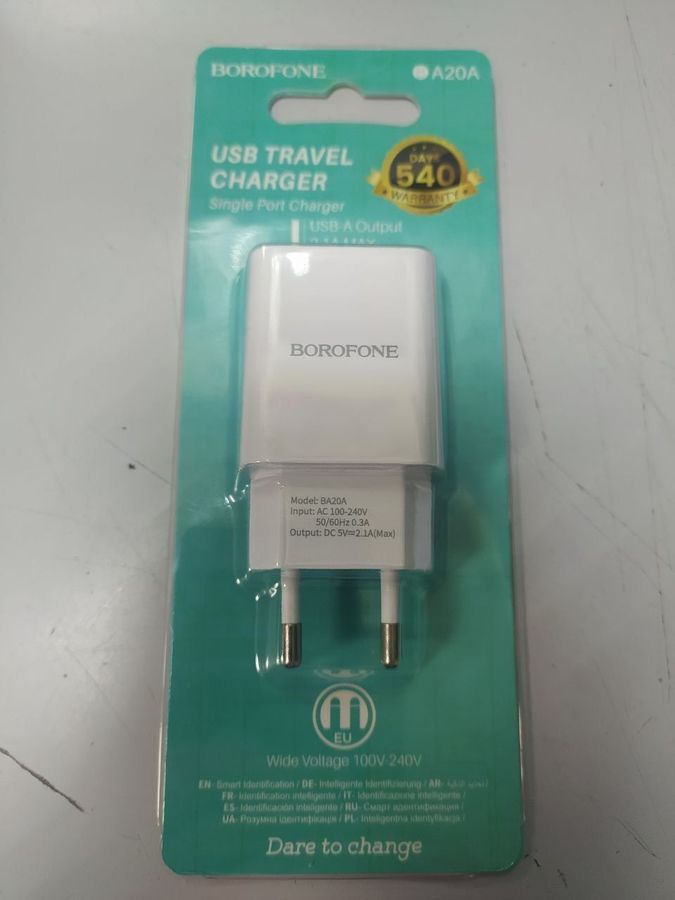 BOROFONE
A20A
USB TRAVEL
CHARGER
Single Port Charger
DAYS
540
WARRANTY
USB-A Output
2.1A MAX
BOROFONE
Model: BA20A
Input: AC 100-240V
50/60Hz 0.3A
Output: DC 5V⎓2.1A(Max)
EU
Wide Voltage 100V-240V
EN- Smart Identification / DE- Intelligente Identifizierung / AR-
FR- Identification intelligente / IT- Identificazione intelligente /
ES- Identificación inteligente / RU- Смарт идентификация /
UA- Розумна ідентифікація / PL- Inteligentna identyfikacja /
Dare to change